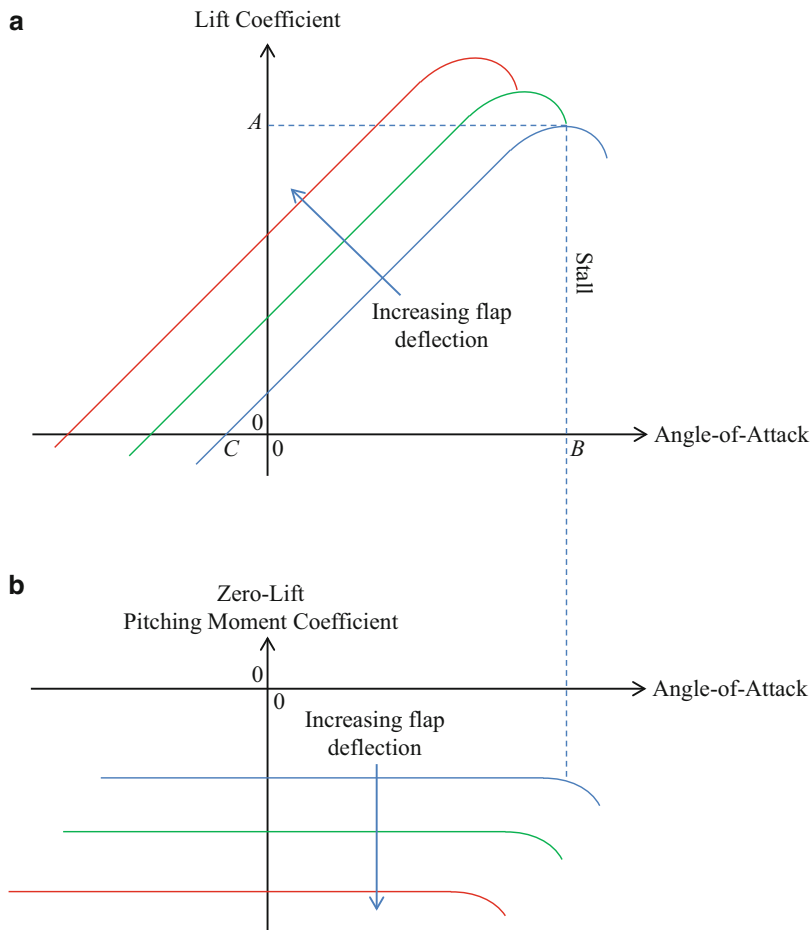 a
Lift Coefficient
A
Stall
Increasing flap
deflection
0
C
0
B
Angle-of-Attack
b
Zero-Lift
Pitching Moment Coefficient
0
0
Angle-of-Attack
Increasing flap
deflection